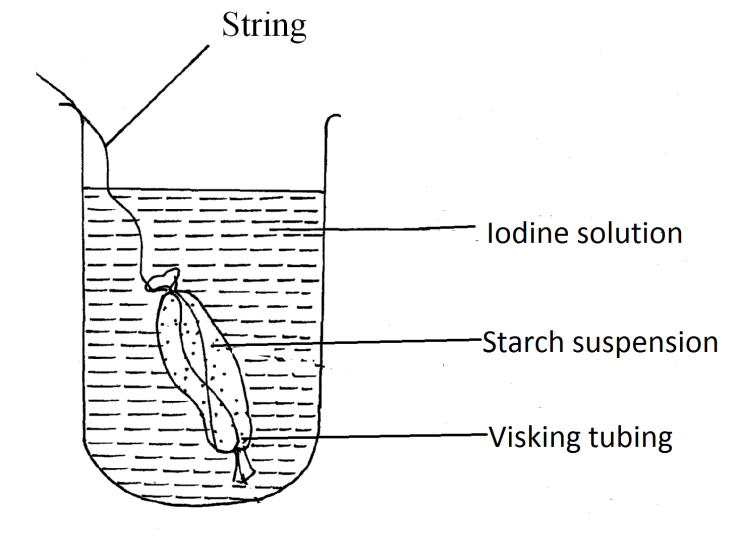 String
Iodine solution
Starch suspension
Visking tubing